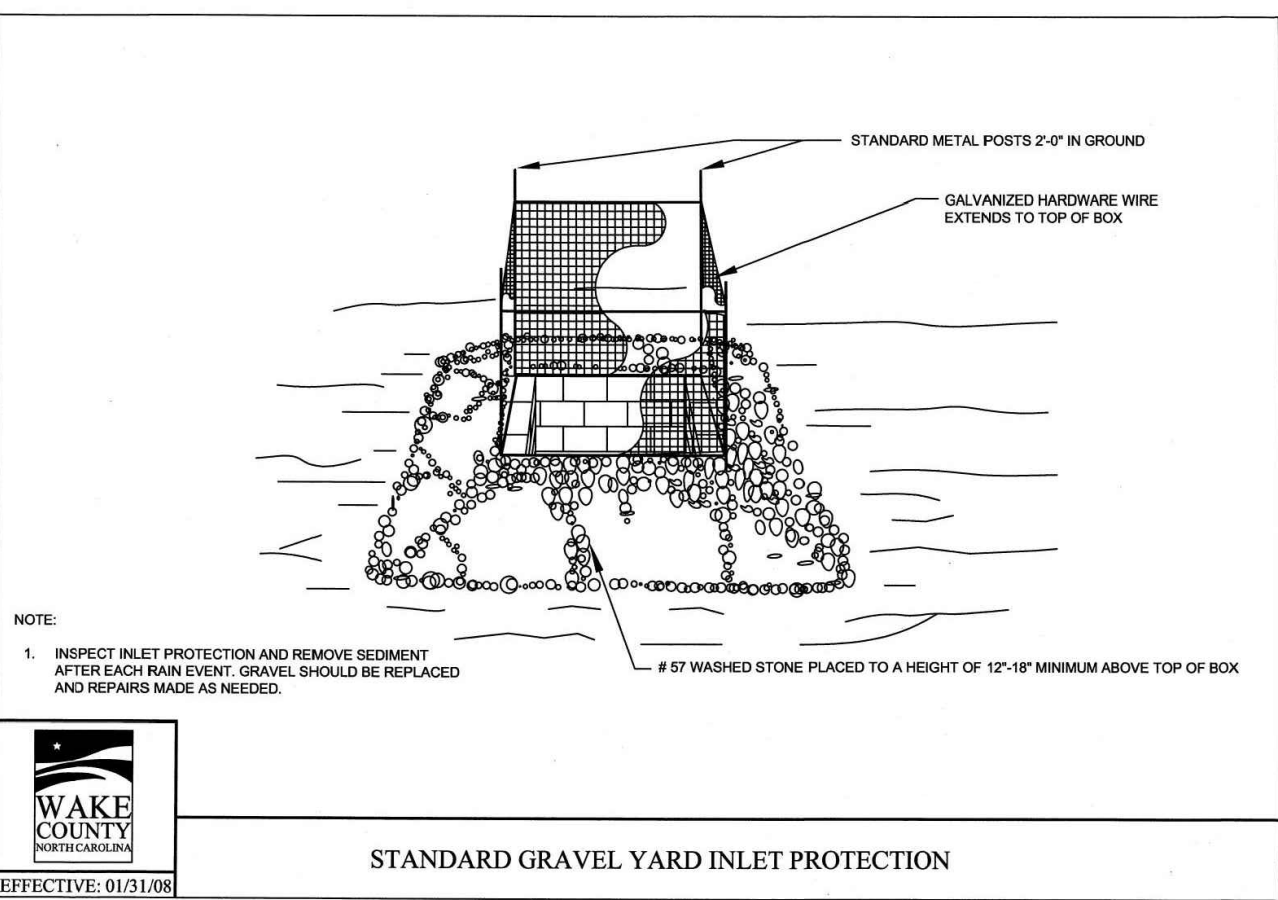 STANDARD METAL POSTS 2'-0" IN GROUND
GALVANIZED HARDWARE WIRE
EXTENDS TO TOP OF BOX
NOTE:
1. INSPECT INLET PROTECTION AND REMOVE SEDIMENT
AFTER EACH RAIN EVENT. GRAVEL SHOULD BE REPLACED
AND REPAIRS MADE AS NEEDED.
# 57 WASHED STONE PLACED TO A HEIGHT OF 12"-18" MINIMUM ABOVE TOP OF BOX
WAKE
COUNTY
NORTH CAROLINA
EFFECTIVE: 01/31/08
STANDARD GRAVEL YARD INLET PROTECTION